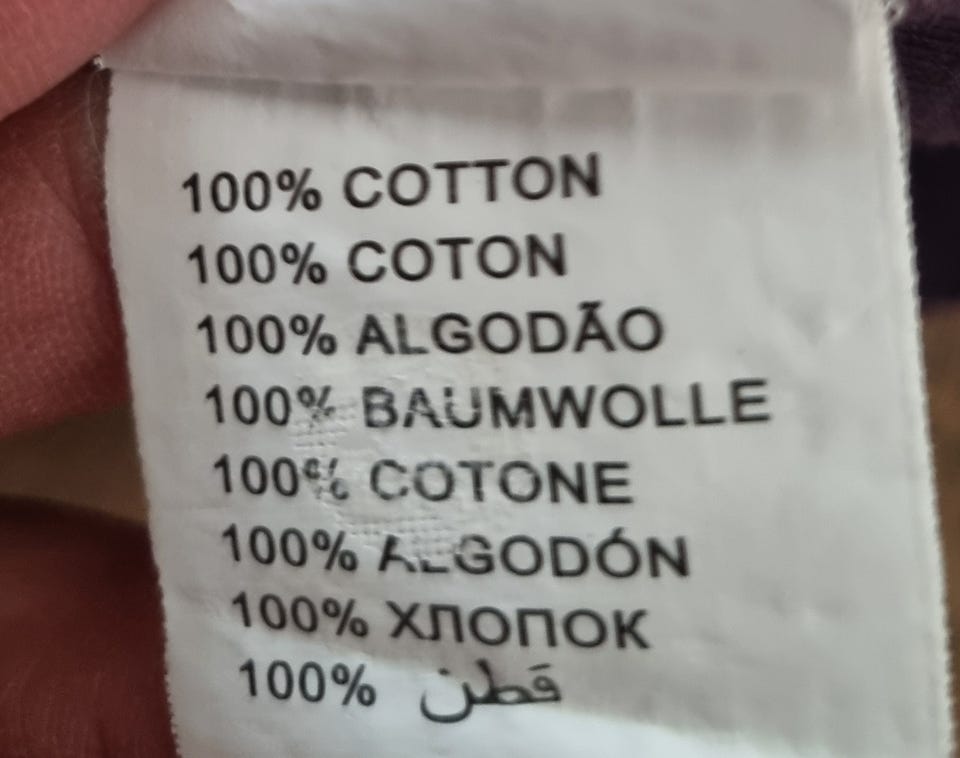 100% COTTON
100% COTON
100% ALGODÃO
100% BAUMWOLLE
100% COTONE
100% ALGODÓN
100% ХЛОПОК
100% قطن